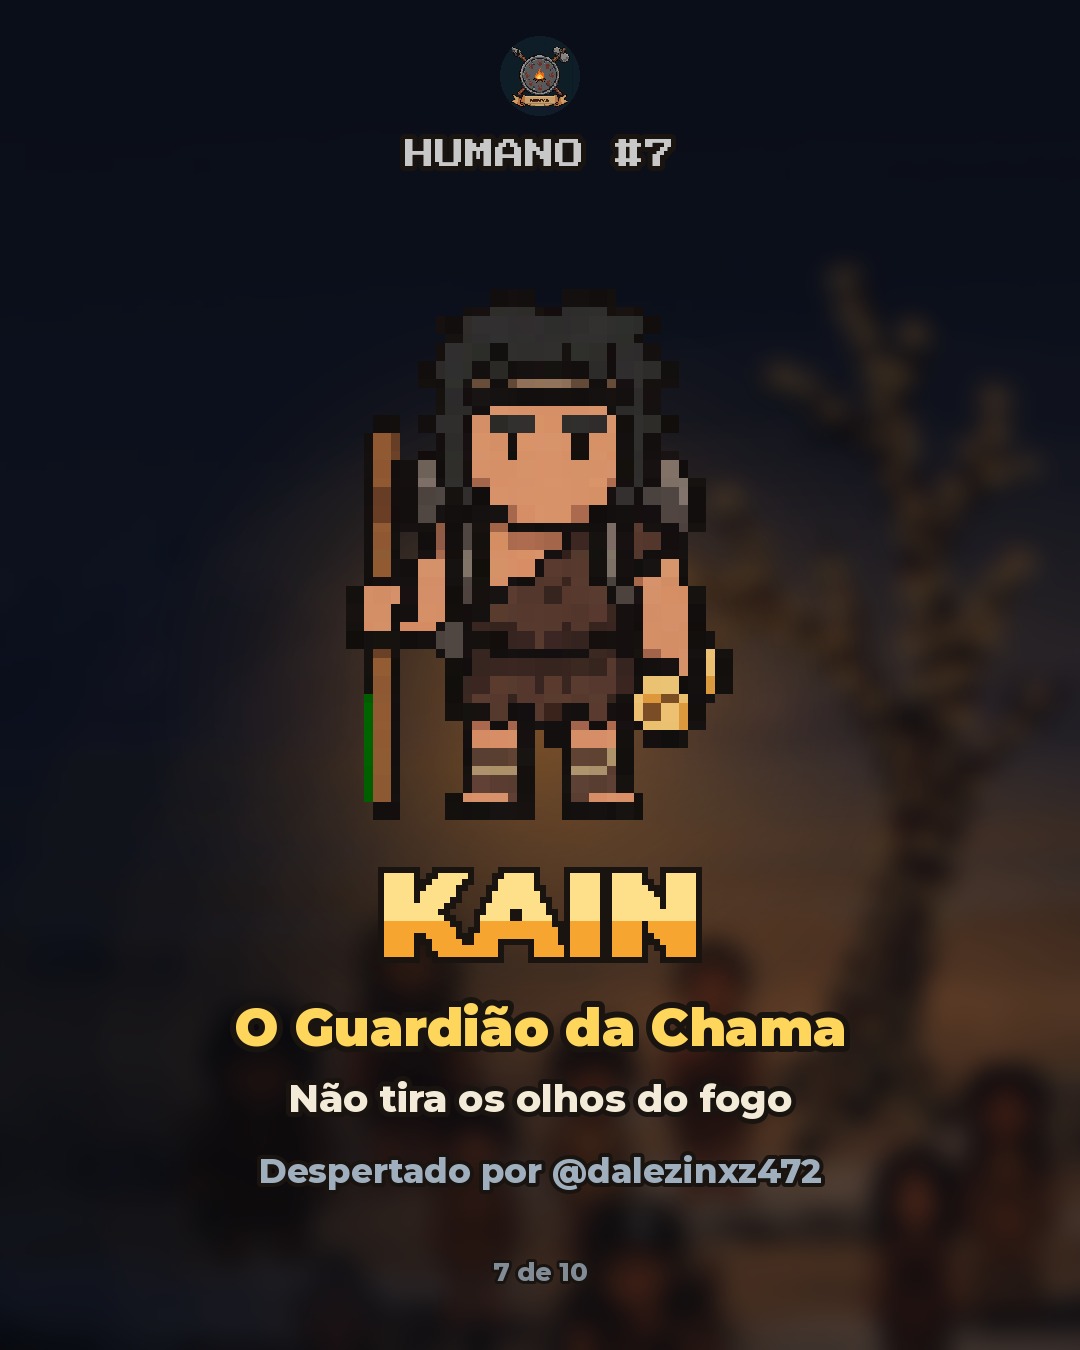 HUMANO #7
KAIN
O Guardião da Chama
Não tira os olhos do fogo
Despertado por @dalezinxz472
7 de 10